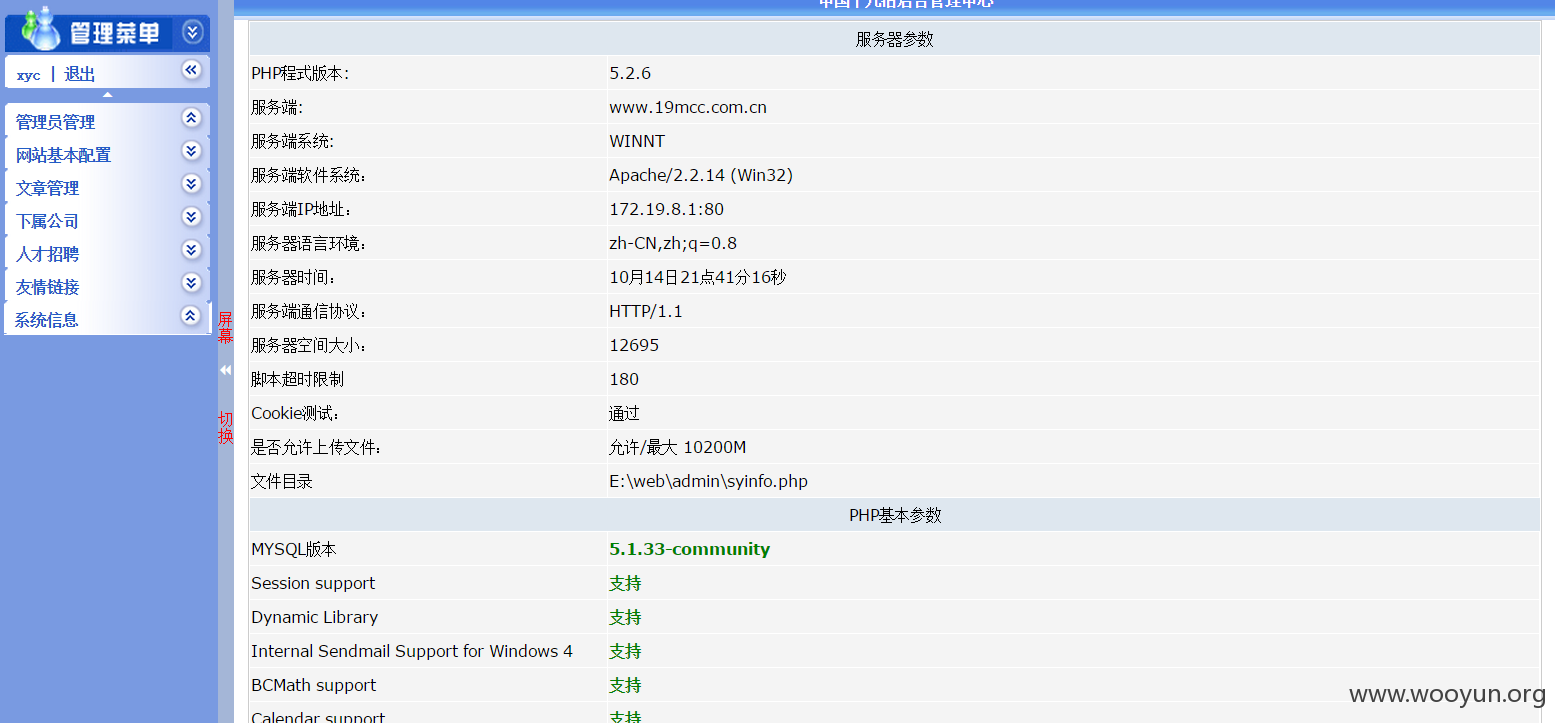 管理菜单
xyc | 退出
管理员管理
网站基本配置
文章管理
下属公司
人才招聘
友情链接
系统信息
屏幕
切换
服务器参数
PHP程式版本: 5.2.6
服务端: www.19mcc.com.cn
服务端系统: WINNT
服务端软件系统: Apache/2.2.14 (Win32)
服务端IP地址: 172.19.8.1:80
服务器语言环境: zh-CN,zh;q=0.8
服务器时间: 10月14日21点41分16秒
服务端通信协议: HTTP/1.1
服务器空间大小: 12695
脚本超时限制 180
Cookie测试: 通过
是否允许上传文件: 允许/最大 10200M
文件目录 E:\web\admin\syinfo.php
PHP基本参数
MYSQL版本 5.1.33-community
Session support 支持
Dynamic Library 支持
Internal Sendmail Support for Windows 4 支持
BCMath support 支持
Calendar support 支持
www.wooyun.org